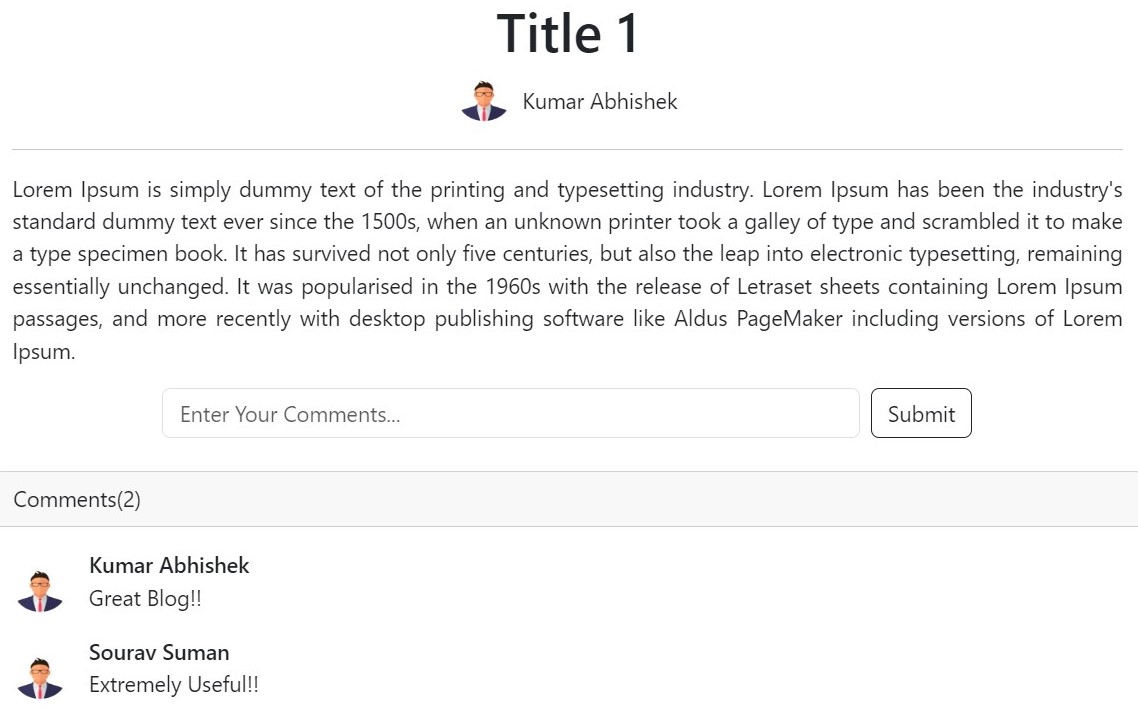 Title 1
Kumar Abhishek
Lorem Ipsum is simply dummy text of the printing and typesetting industry. Lorem Ipsum has been the industry's
standard dummy text ever since the 1500s, when an unknown printer took a galley of type and scrambled it to make
a type specimen book. It has survived not only five centuries, but also the leap into electronic typesetting, remaining
essentially unchanged. It was popularised in the 1960s with the release of Letraset sheets containing Lorem Ipsum
passages, and more recently with desktop publishing software like Aldus PageMaker including versions of Lorem
Ipsum.
Enter Your Comments... Submit
Comments(2)
Kumar Abhishek
Great Blog!!
Sourav Suman
Extremely Useful!!